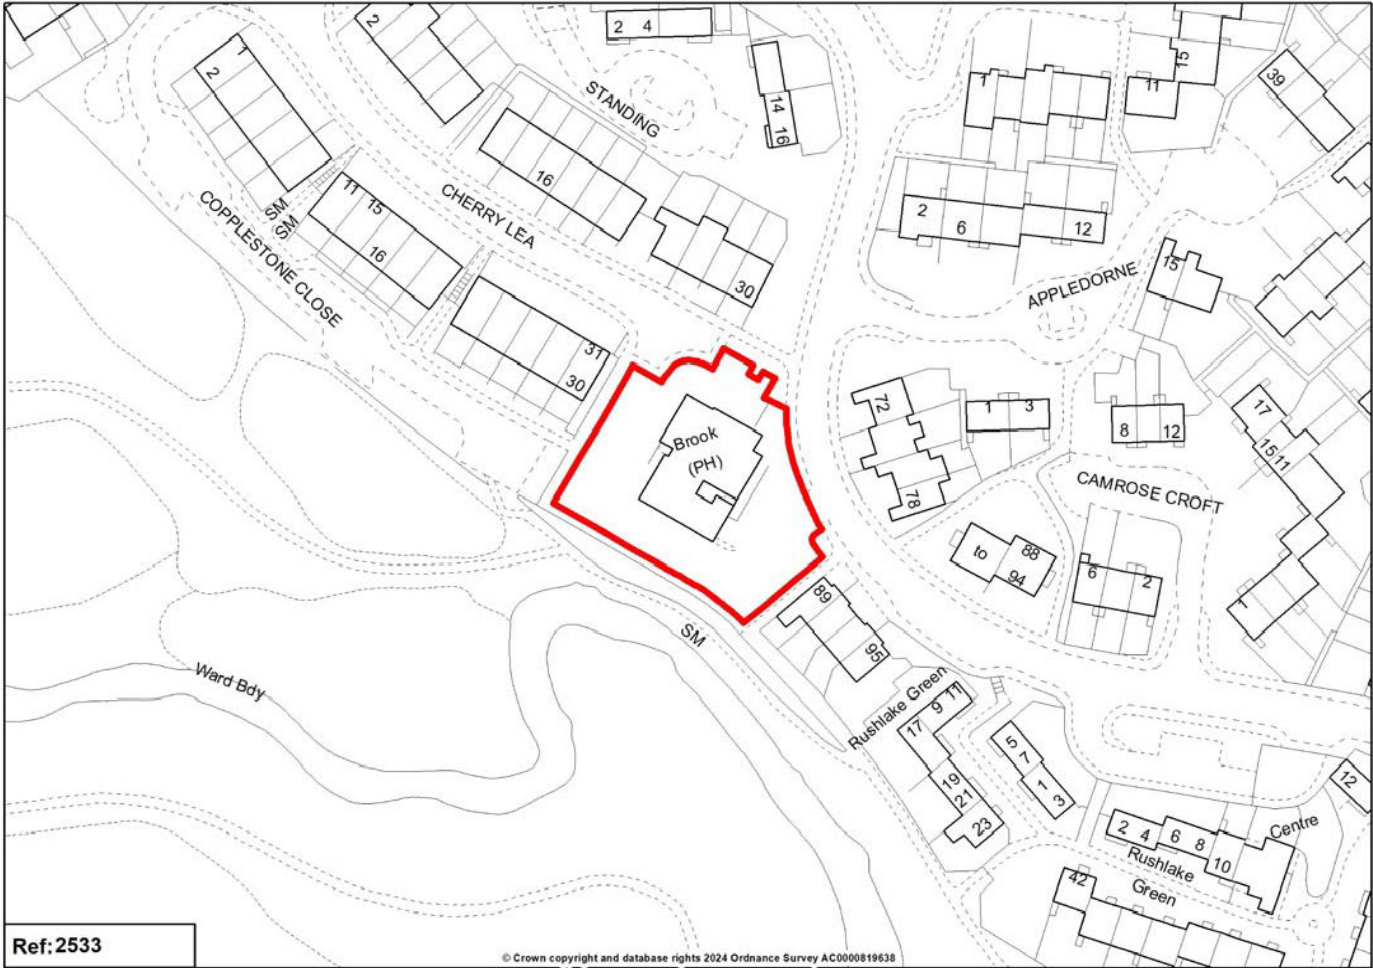 2
2 4
1
2
14
16
STANDING
1
15
11
39
11
15
16
SM
SM
16
CHERRY LEA
COPPLESTONE CLOSE
30
2
6
12
15
APPLEDORNE
31
30
Brook
(PH)
72
78
1 3
8 12
17
15
11
CAMROSE CROFT
to
88
94
6 2
1
89
95
SM
Ward Bdy
Rushlake Green
17
9
11
19
21
23
5
7
1
3
12
2
4
6
8
10
Centre
Rushlake
Green
42
Ref:2533
© Crown copyright and database rights 2024 Ordnance Survey AC0000819638